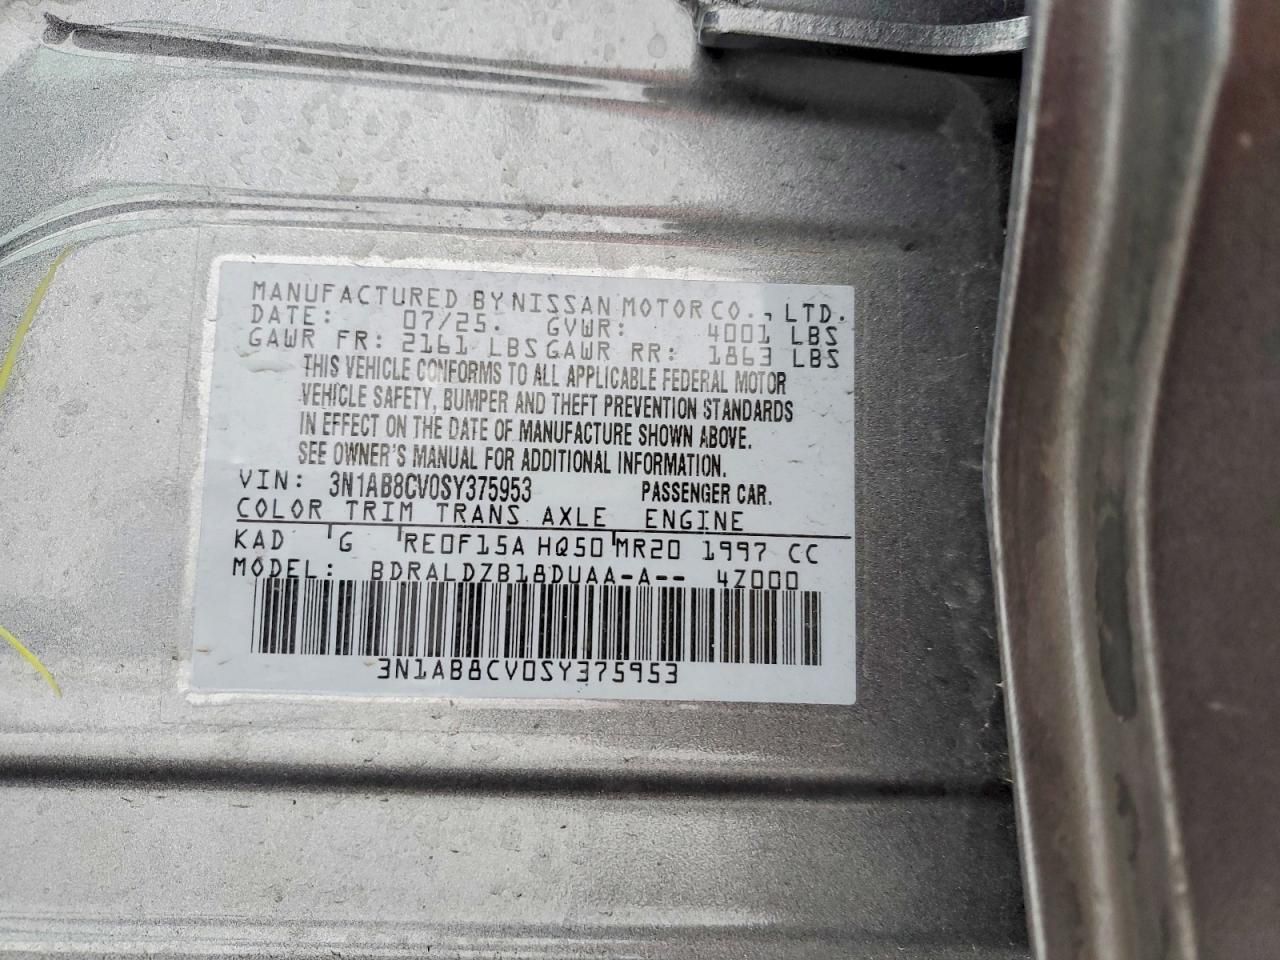 MANUFACTURED BY NISSAN MOTOR CO., LTD.
DATE: 07/25. GVWR: 4001 LBS
GAWR FR: 2161 LBS GAWR RR: 1863 LBS
THIS VEHICLE CONFORMS TO ALL APPLICABLE FEDERAL MOTOR
VEHICLE SAFETY, BUMPER AND THEFT PREVENTION STANDARDS
IN EFFECT ON THE DATE OF MANUFACTURE SHOWN ABOVE.
SEE OWNER'S MANUAL FOR ADDITIONAL INFORMATION.
VIN: 3N1AB8CV0SY375953 PASSENGER CAR.
COLOR TRIM TRANS AXLE ENGINE
KAD G RE0F15A HQ50 MR20 1997 CC
MODEL: BDRALDZB18DUAA-A-- 4Z000
3N1AB8CV0SY375953